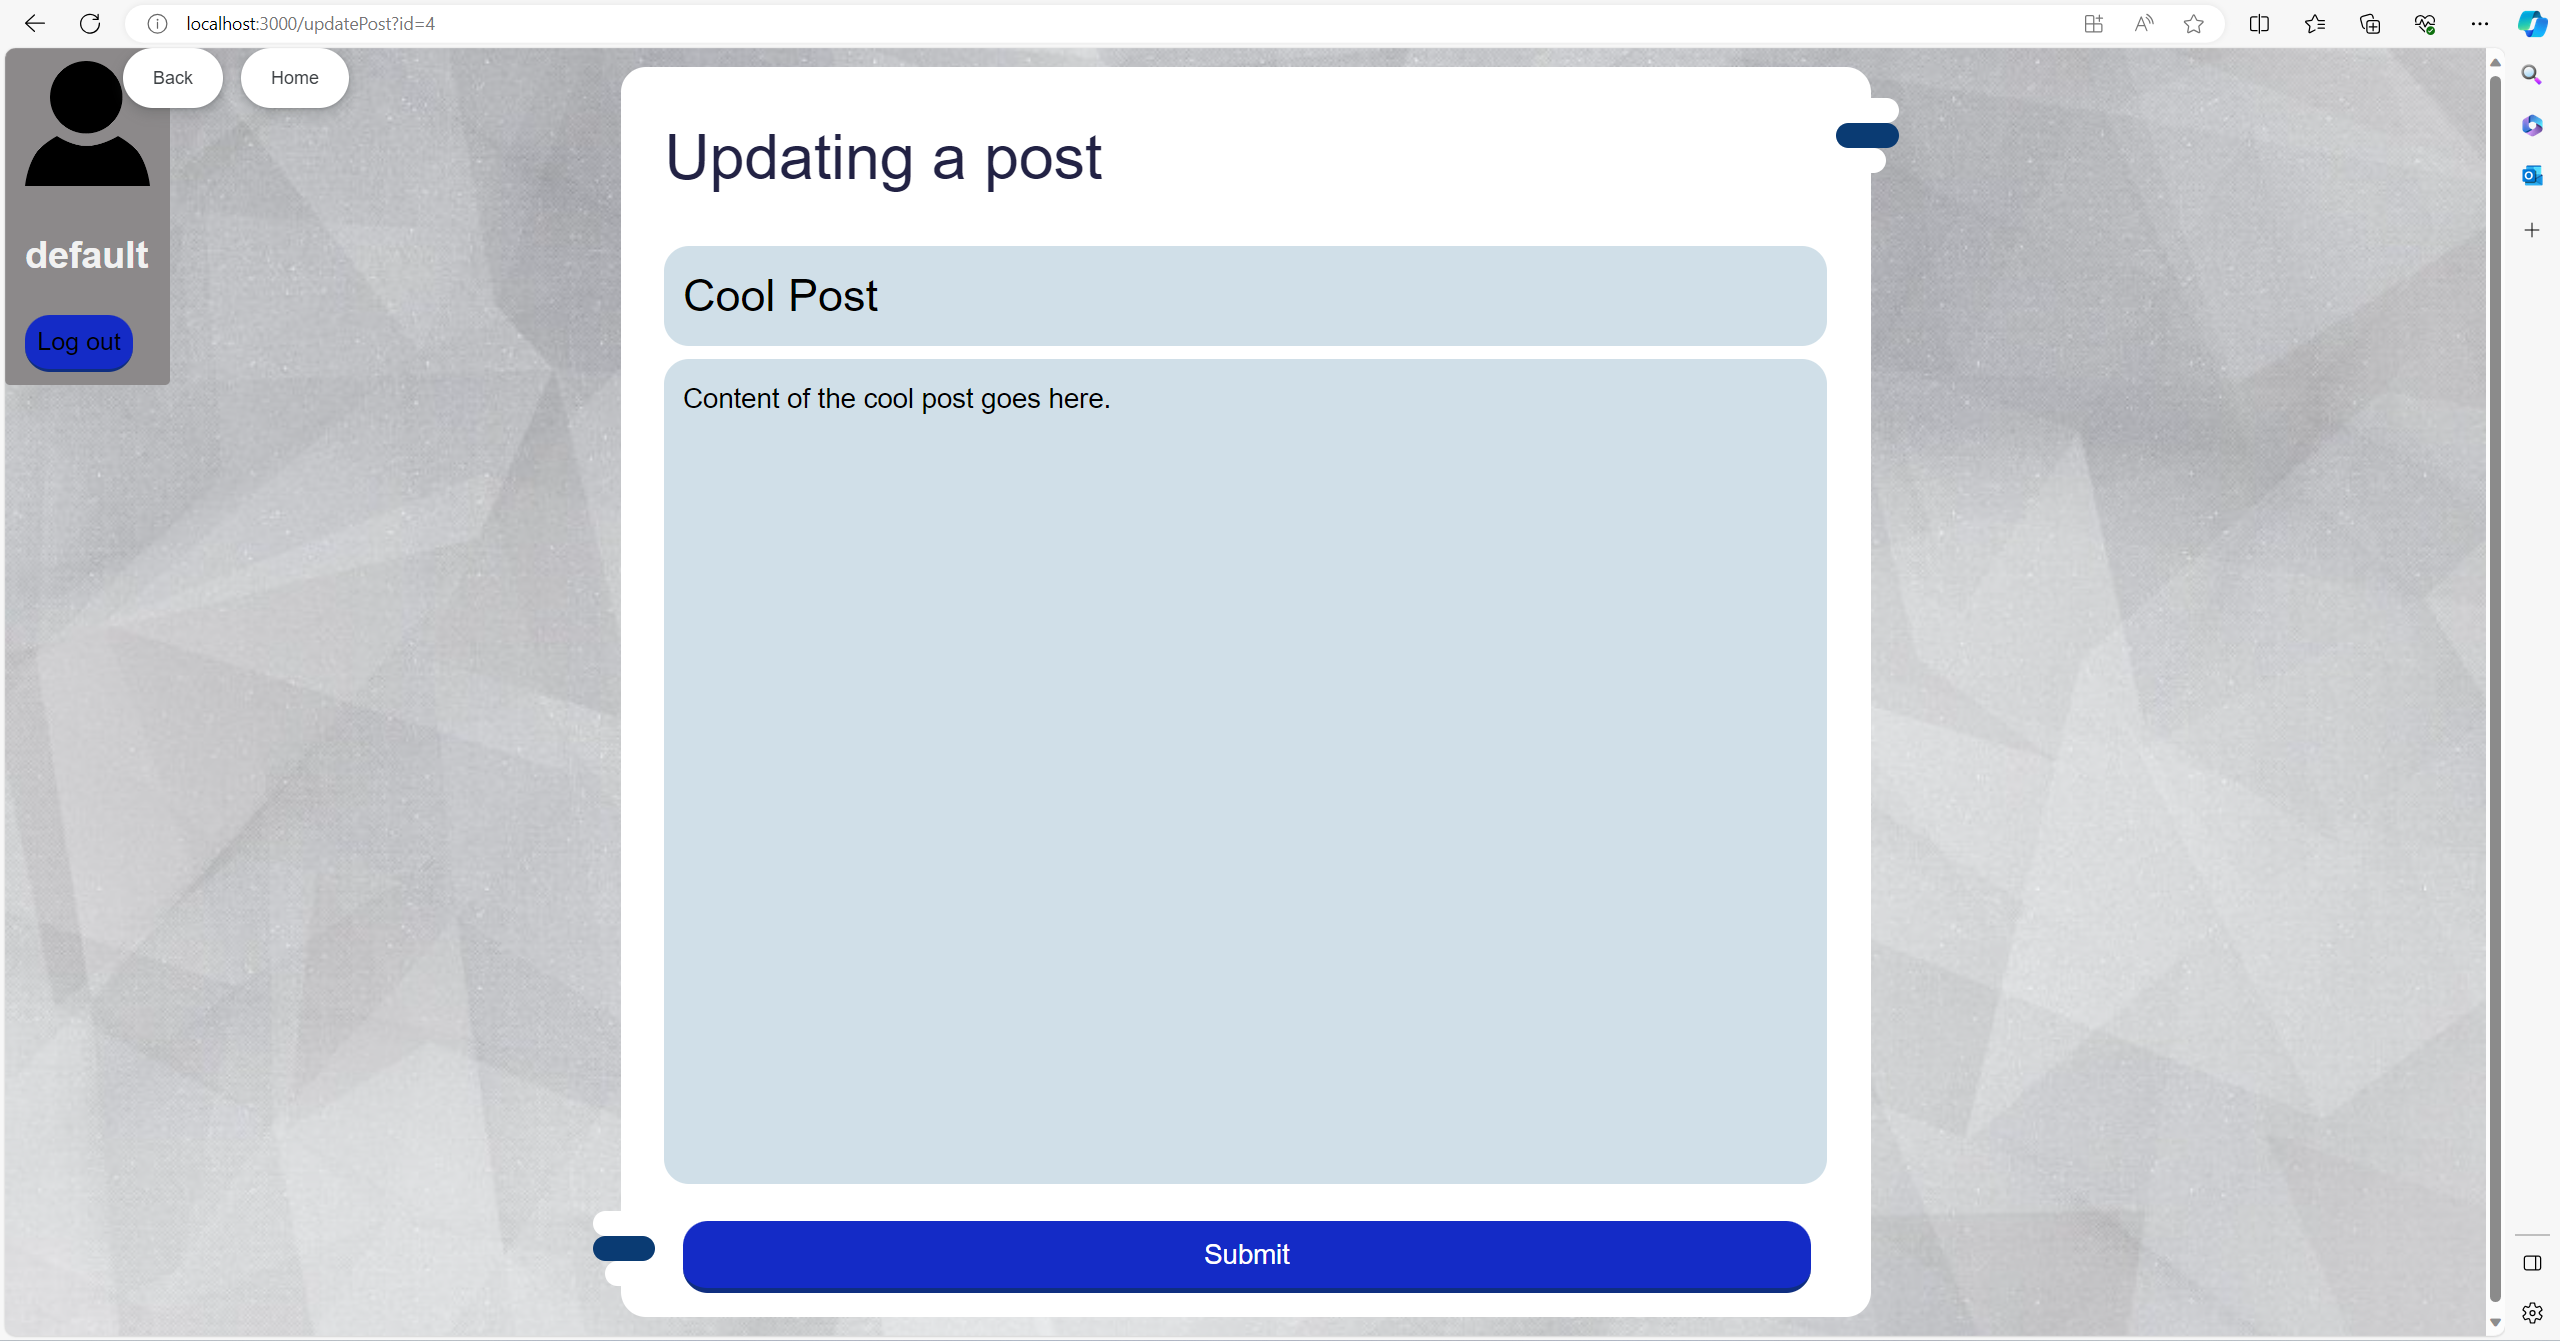 localhost:3000/updatePost?id=4
Back
Home
default
Log out
Updating a post
Cool Post
Content of the cool post goes here.
Submit